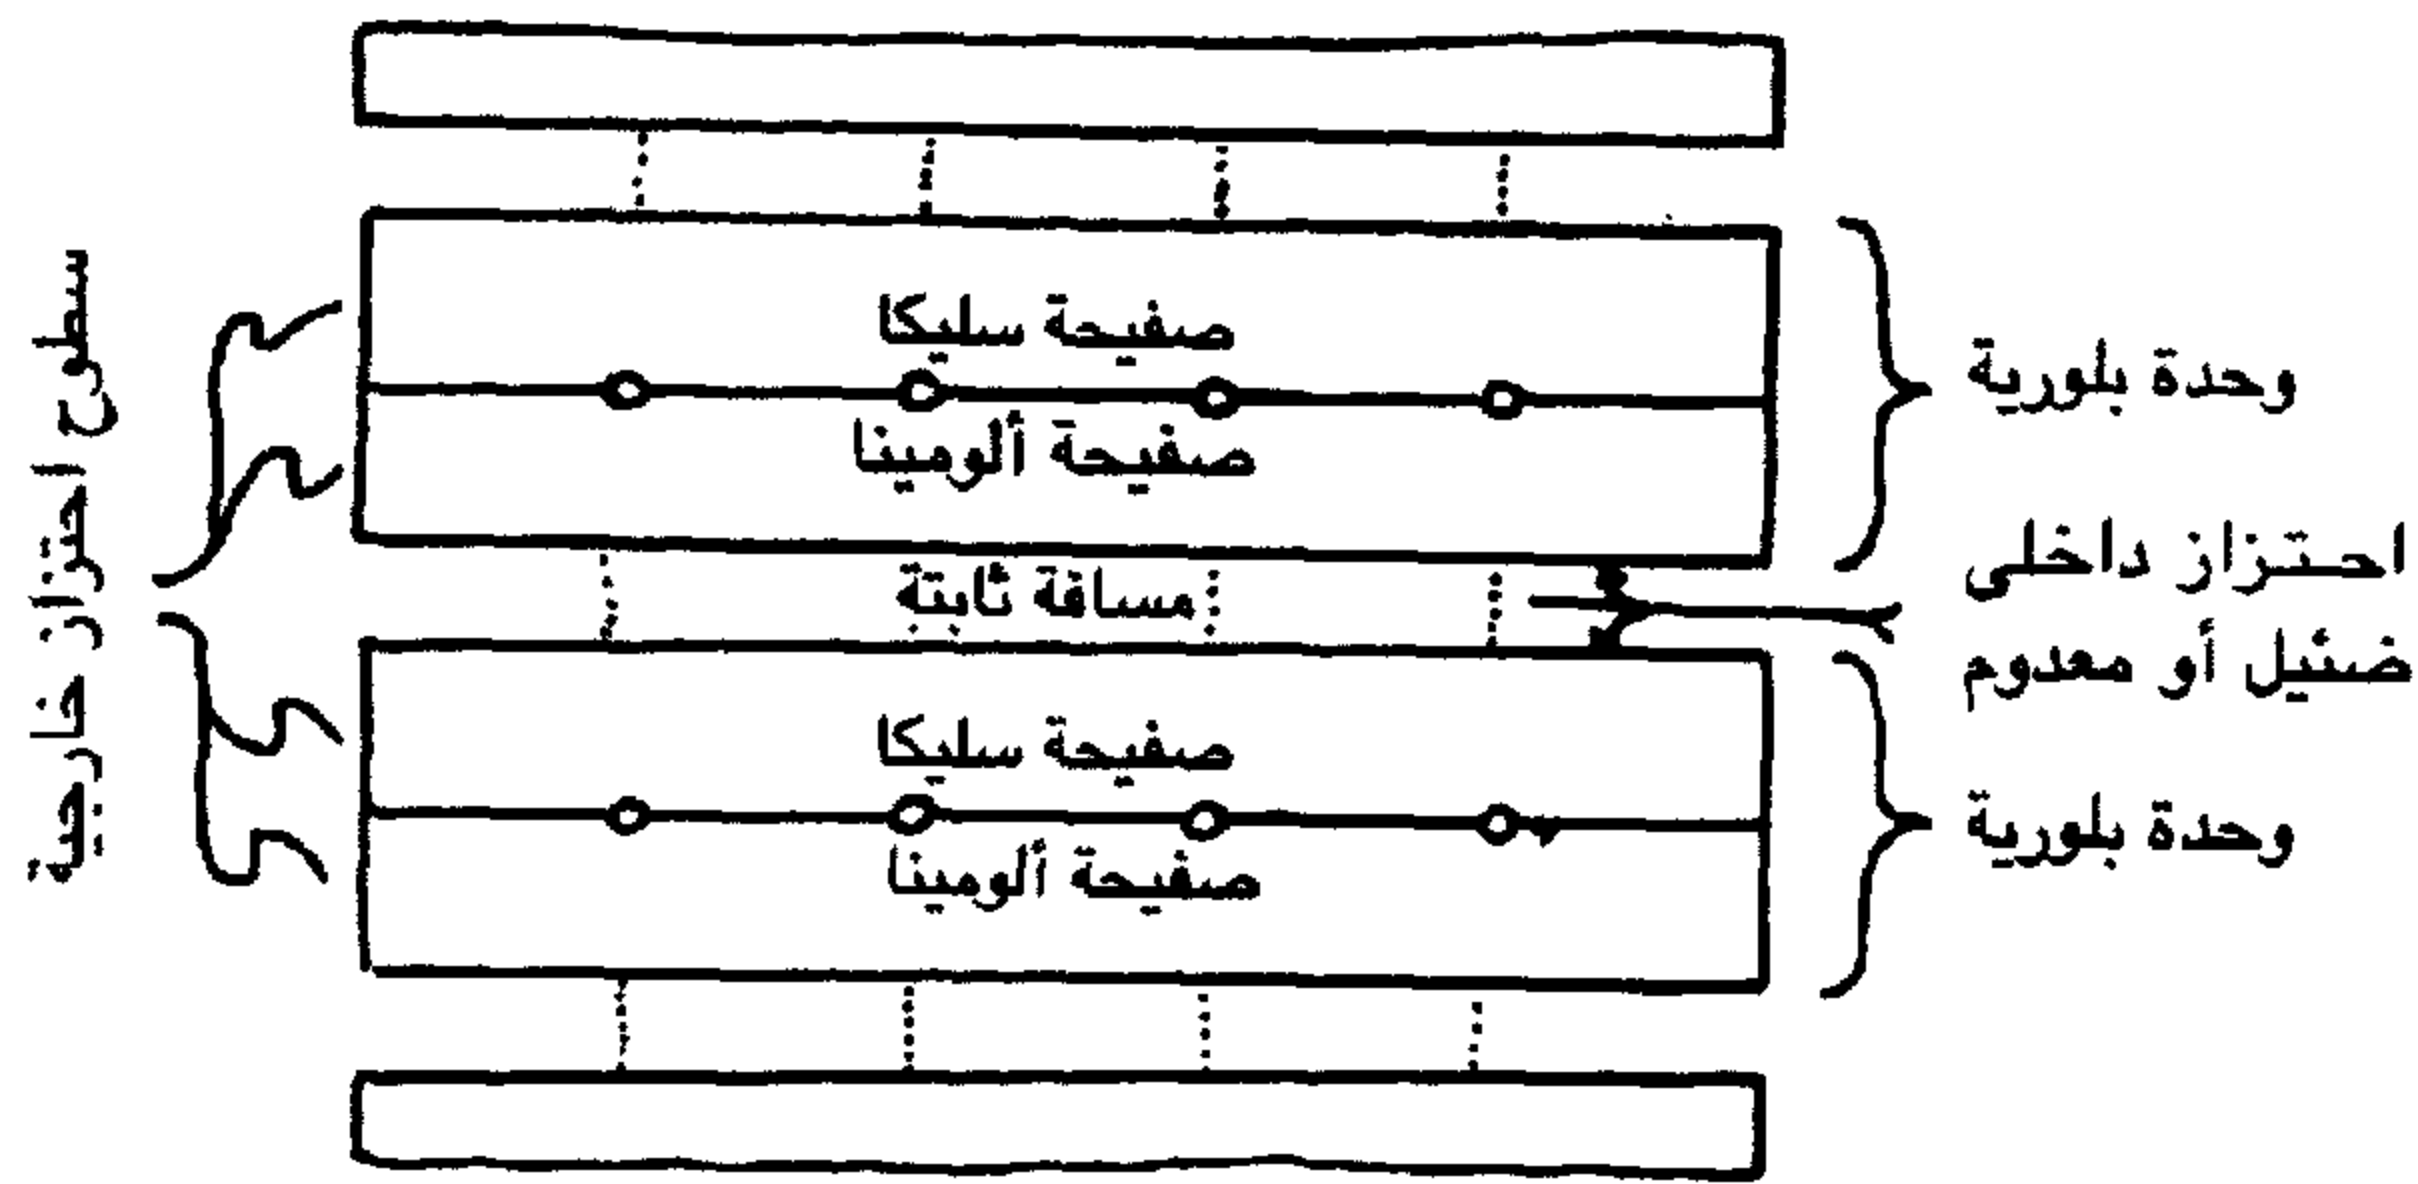 صفيحة سليكا
صفيحة ألومينا
وحدة بلورية
مسافة ثابتة
احتزاز داخلى
ضئيل أو معدوم
صفيحة سليكا
صفيحة ألومينا
وحدة بلورية
سطوح احتزاز خارجية